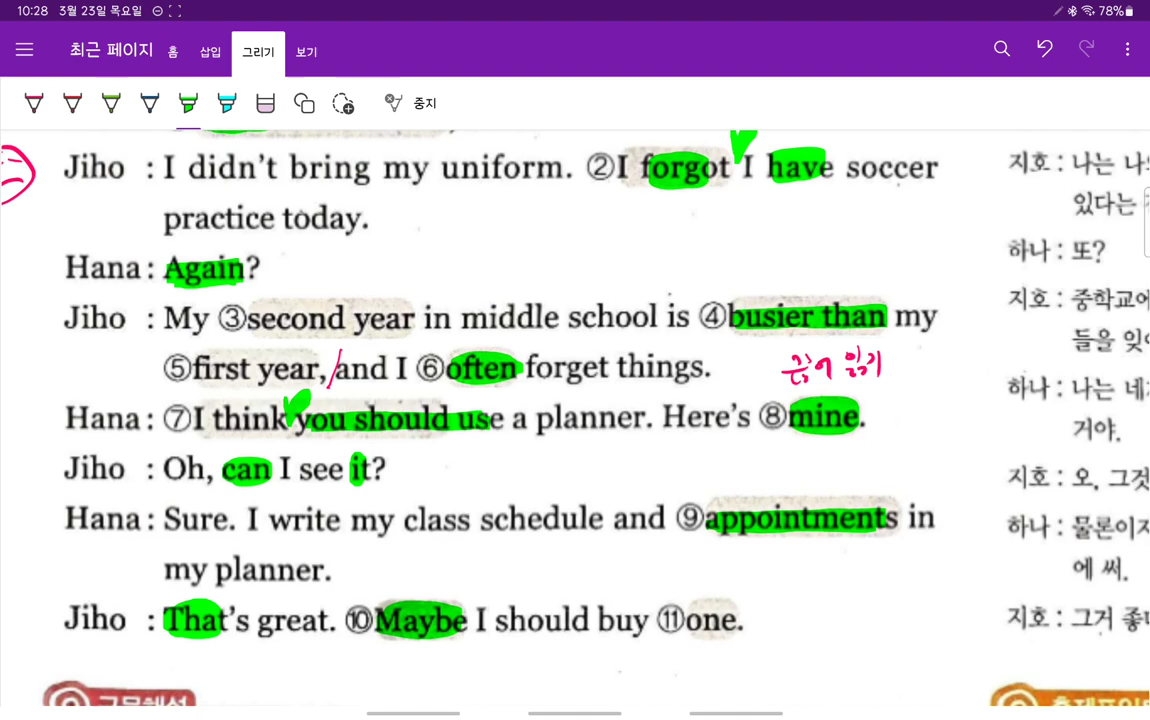 10:28 3월 23일 목요일 78%
최근 페이지 홈 삽입 그리기 보기
중지
Jiho : I didn't bring my uniform. ②I forgot I have soccer
practice today.
Hana : Again?
Jiho : My ③second year in middle school is ④busier than my
⑤first year, and I ⑥often forget things.
끊어 읽기
Hana : ⑦I think you should use a planner. Here's ⑧mine.
Jiho : Oh, can I see it?
Hana : Sure. I write my class schedule and ⑨appointments in
my planner.
Jiho : That's great. ⑩Maybe I should buy ⑪one.
지호 : 나는
있다는
하나 : 또?
지호 : 중학교에
들을
하나 : 나는
거야.
지호 : 오, 그것
하나 : 물론이지
에 써.
지호 : 그거